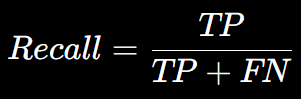 Recall = TP / TP + FN